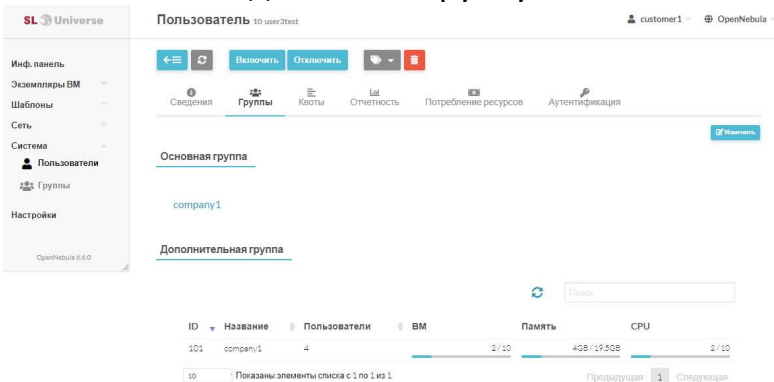 SL Universe
Пользователь 10 user3test
customer1
OpenNebula
Инф. панель
Экземпляры ВМ
Шаблоны
Сеть
Система
Пользователи
Группы
Настройки
OpenNebula 6.6.0
Включить Отключить
Сведения Группы Квоты Отчетность Потребление ресурсов Аутентификация
Изменить
Основная группа
company1
Дополнительная группа
Поиск
ID Название Пользователи ВМ Память CPU
101 company1 4 2/10 4GB/19.5GB 2/10
10 Показаны элементы списка с 1 по 1 из 1
Предыдущая 1 Следующая